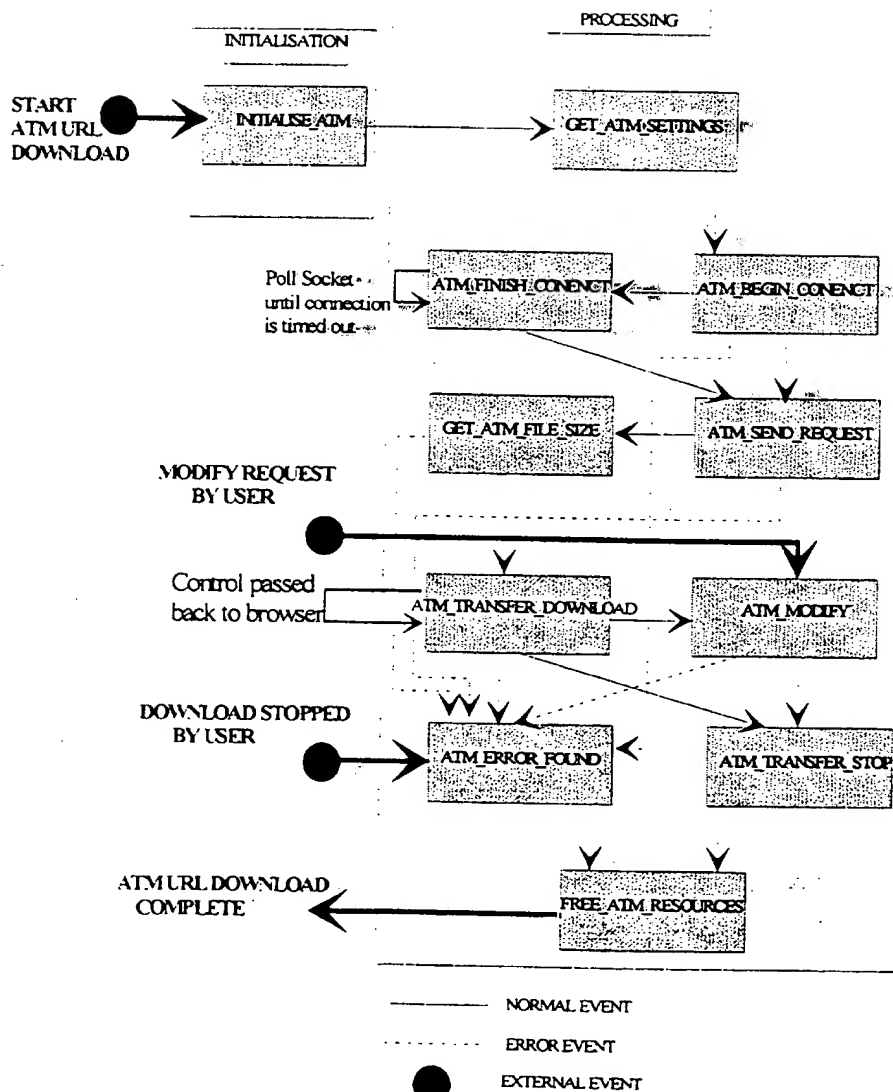 PROCESSING
INITIALISATION
START
ATM URL
DOWNLOAD
INITIALISE_ATM
GET_ATM_SETTINGS
Poll Socket
until connection
is timed out
ATM_FINISH_CONENCT
ATM_BEGIN_CONENCT
GET_ATM_FILE_SIZE
ATM_SEND_REQUEST
MODIFY REQUEST
BY USER
Control passed
back to browser
ATM_TRANSFER_DOWNLOAD
ATM_MODIFY
DOWNLOAD STOPPED
BY USER
ATM_ERROR_FOUND
ATM_TRANSFER_STOP
ATM URL DOWNLOAD
COMPLETE
FREE_ATM_RESOURCES
NORMAL EVENT
ERROR EVENT
EXTERNAL EVENT